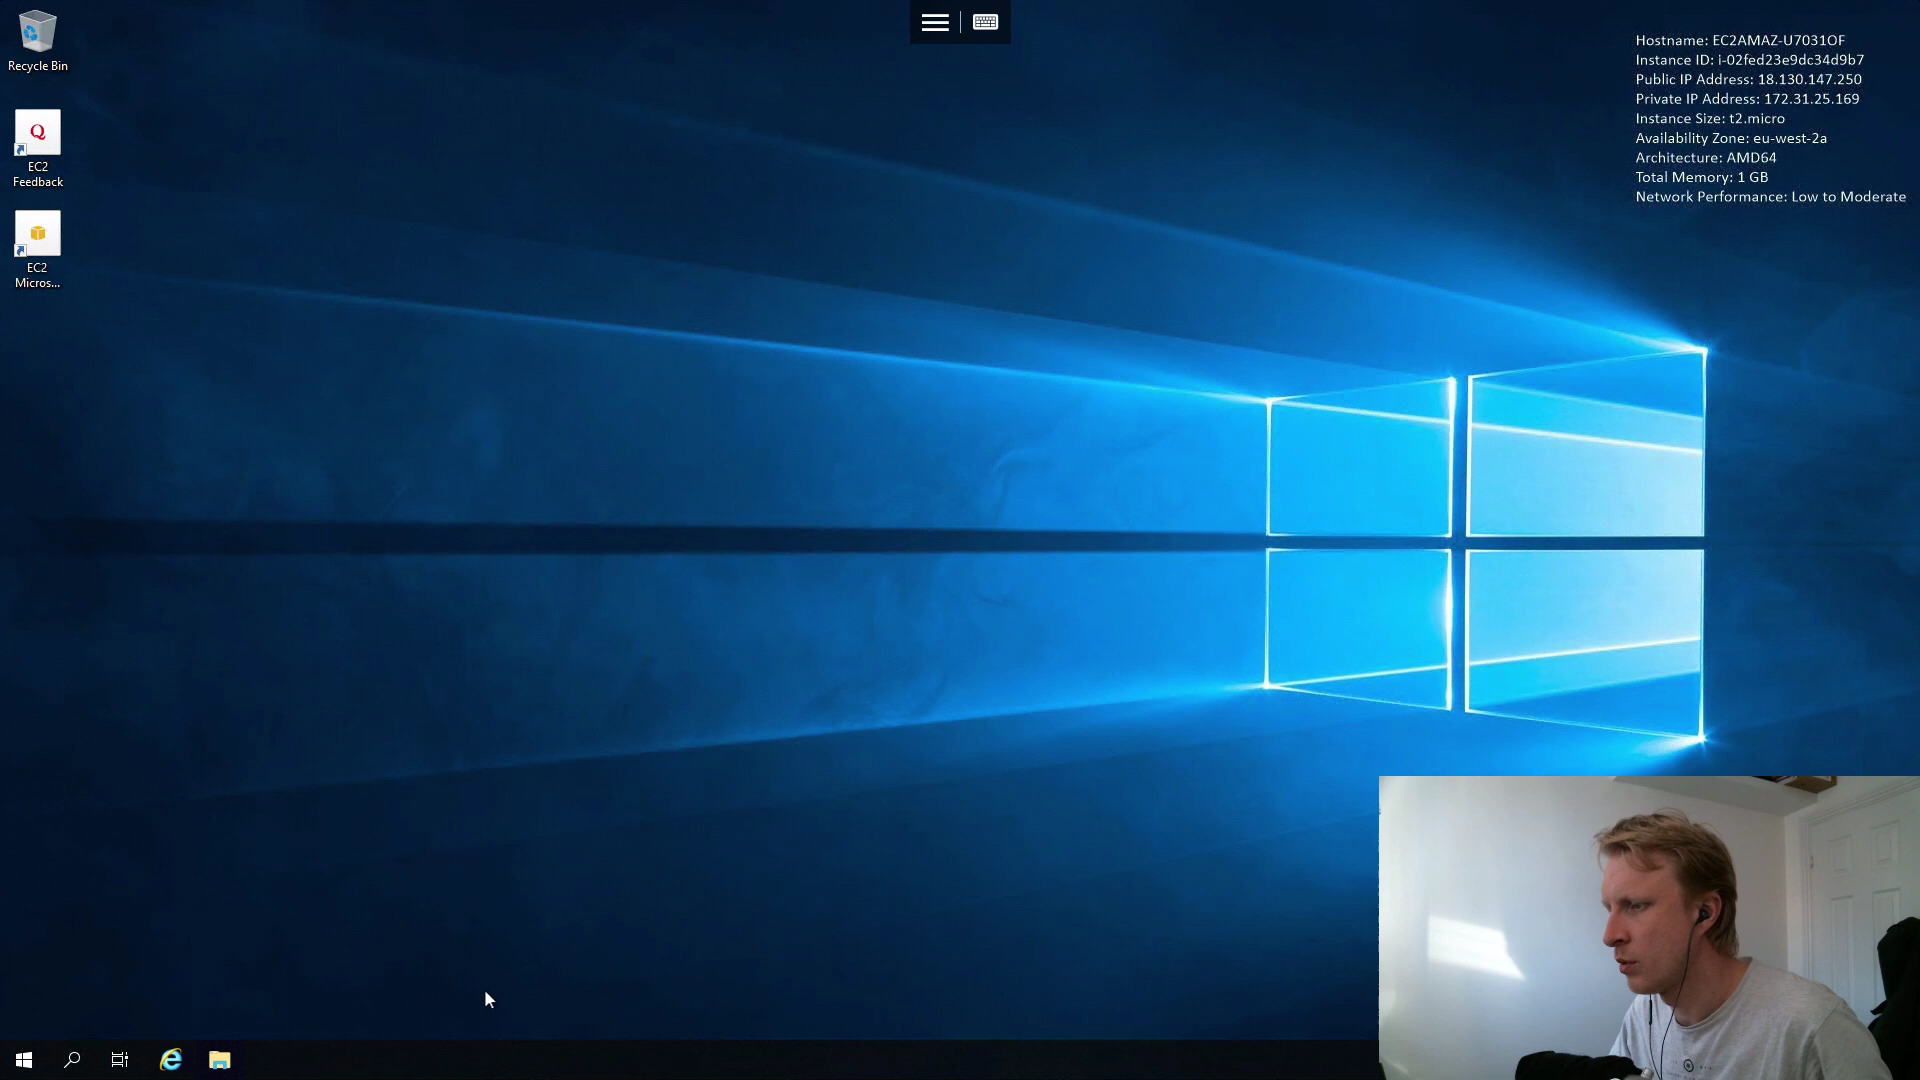 Recycle Bin
EC2
Feedback
EC2
Micros...
Hostname: EC2AMAZ-U7031OF
Instance ID: i-02fed23e9dc34d9b7
Public IP Address: 18.130.147.250
Private IP Address: 172.31.25.169
Instance Size: t2.micro
Availability Zone: eu-west-2a
Architecture: AMD64
Total Memory: 1 GB
Network Performance: Low to Moderate